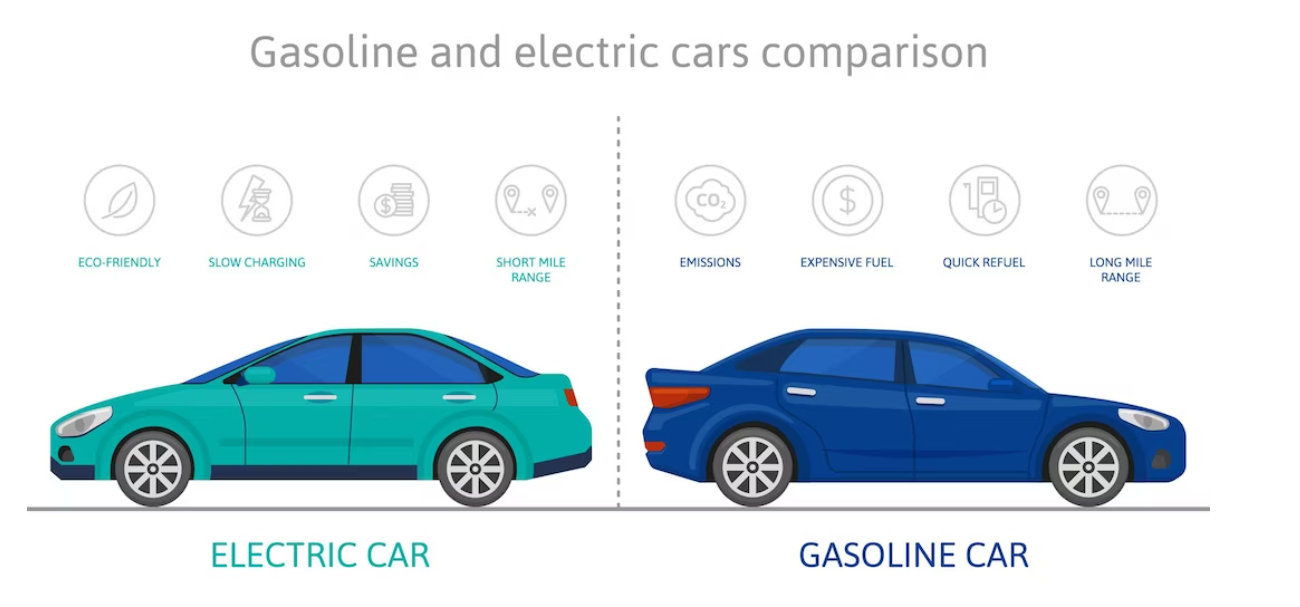 Gasoline and electric cars comparison
ECO-FRIENDLY
SLOW CHARGING
$
SAVINGS
SHORT MILE
RANGE
CO₂
EMISSIONS
$
EXPENSIVE FUEL
QUICK REFUEL
LONG MILE
RANGE
ELECTRIC CAR
GASOLINE CAR